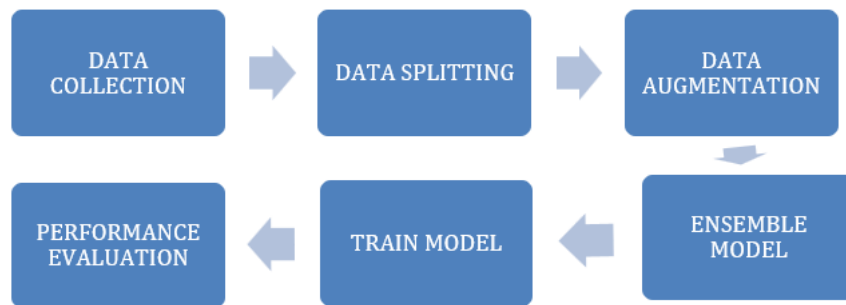 DATA
COLLECTION
DATA SPLITTING
DATA
AUGMENTATION
ENSEMBLE
MODEL
TRAIN MODEL
PERFORMANCE
EVALUATION